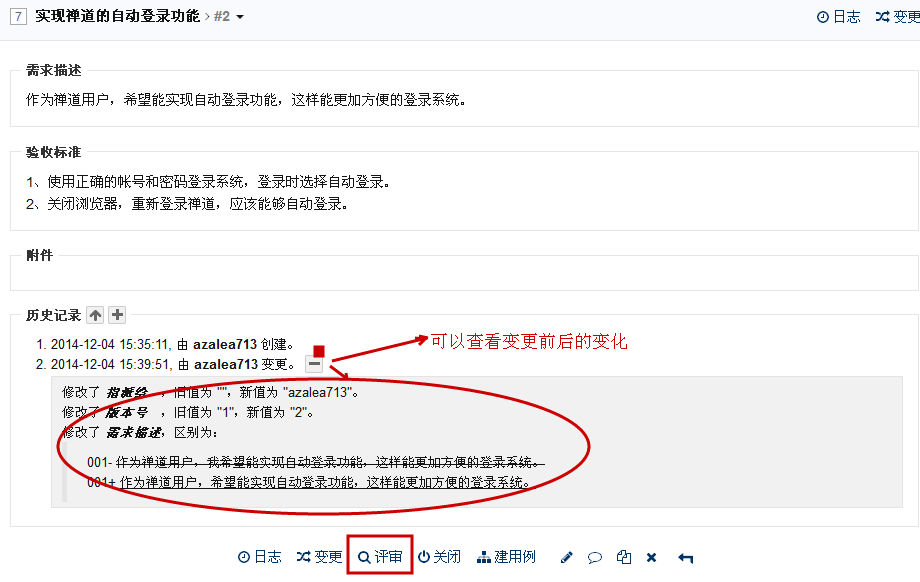 7 实现禅道的自动登录功能 > #2 日志 变更
需求描述
作为禅道用户，希望能实现自动登录功能，这样能更加方便的登录系统。
验收标准
1、使用正确的帐号和密码登录系统，登录时选择自动登录。
2、关闭浏览器，重新登录禅道，应该能够自动登录。
附件
历史记录
1. 2014-12-04 15:35:11, 由 azalea713 创建。
2. 2014-12-04 15:39:51, 由 azalea713 变更。
可以查看变更前后的变化
修改了 指派给 ，旧值为 ""，新值为 "azalea713"。
修改了 版本号 ，旧值为 "1"，新值为 "2"。
修改了 需求描述，区别为：
001- 作为禅道用户，我希望能实现自动登录功能，这样能更加方便的登录系统。
001+ 作为禅道用户，希望能实现自动登录功能，这样能更加方便的登录系统。
日志 变更 评审 关闭 建用例